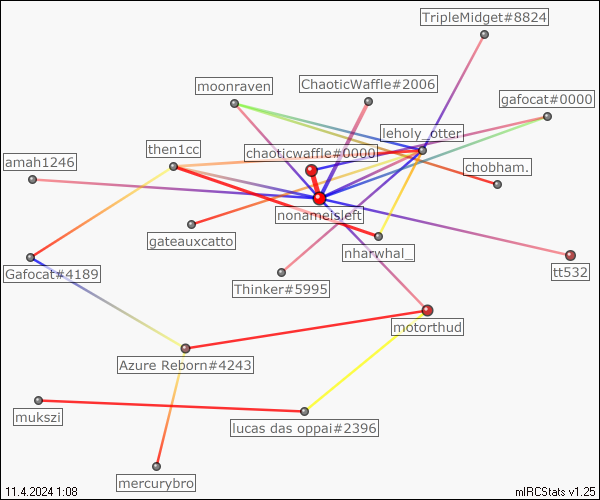 TripleMidget#8824
moonraven
ChaoticWaffle#2006
gafocat#0000
leholy_otter
then1cc
chaoticwaffle#0000
amah1246
chobham.
nonameisleft
gateauxcatto
nharwhal_
Gafocat#4189
tt532
Thinker#5995
motorthud
Azure Reborn#4243
mukszi
lucas das oppai#2396
mercurybro
11.4.2024 1:08
mIRCStats v1.25